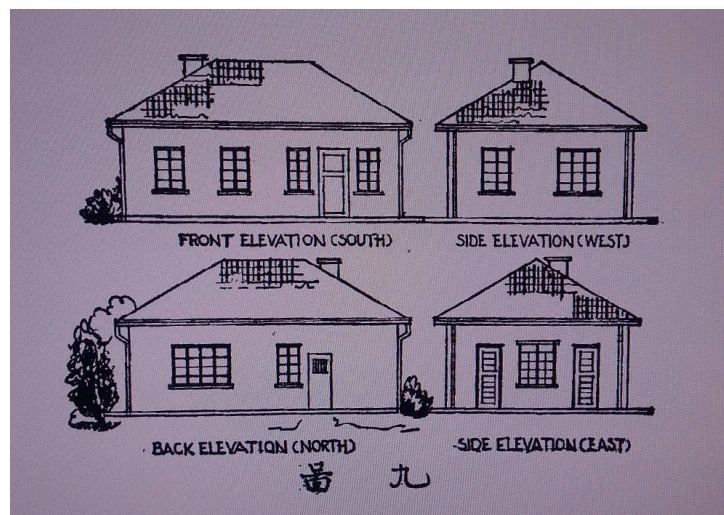 FRONT ELEVATION (SOUTH)
SIDE ELEVATION (WEST)
BACK ELEVATION (NORTH)
SIDE ELEVATION (EAST)
圖 九